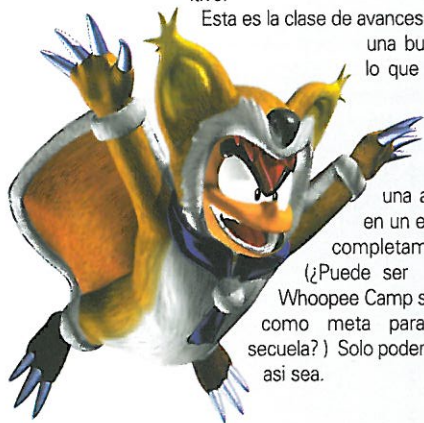 Esta es la clase de avances
una bu
lo que
una a
en un e
completam
(¿Puede ser
Whoopee Camp s
como meta para
secuela? ) Solo poder
asi sea.